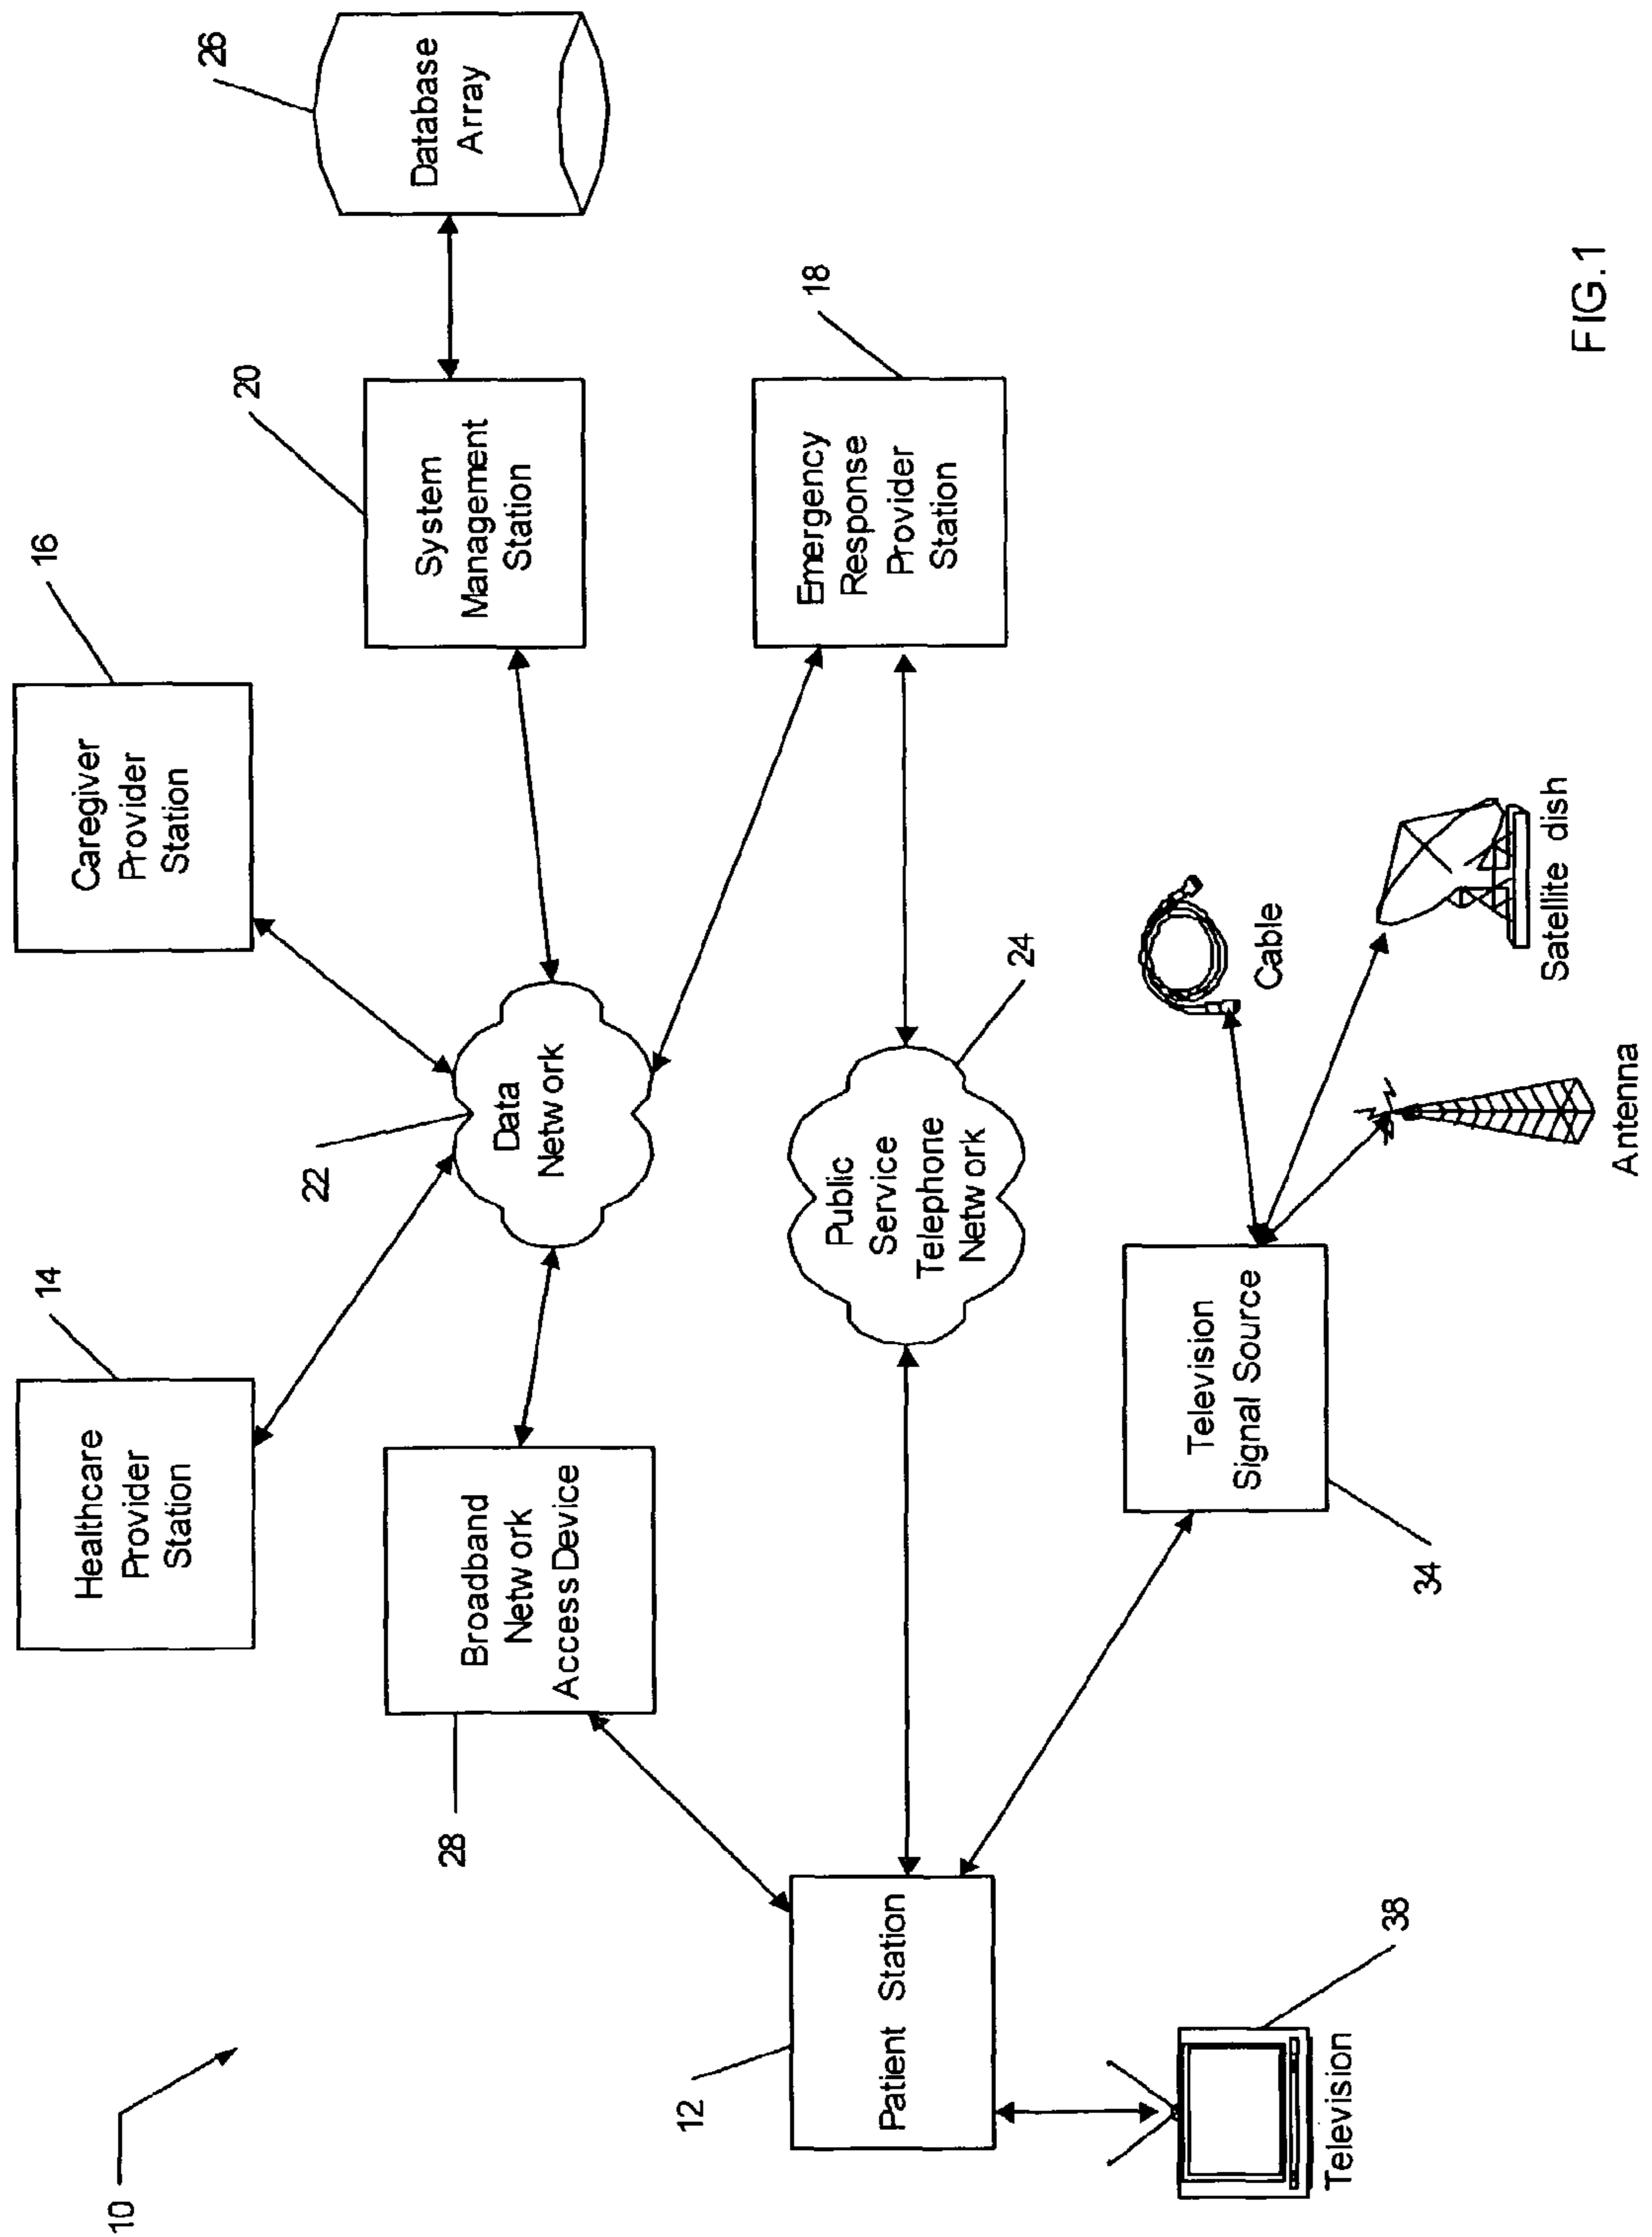 10
14
Healthcare
Provider
Station
16
Caregiver
Provider
Station
26
Database
Array
20
System
Management
Station
22
Data
Network
28
Broadband
Network
Access Device
18
Emergency
Response
Provider
Station
24
Public
Service
Telephone
Network
12
Patient Station
34
Television
Signal Source
Cable
Satellite dish
Antenna
38
Television
FIG.1